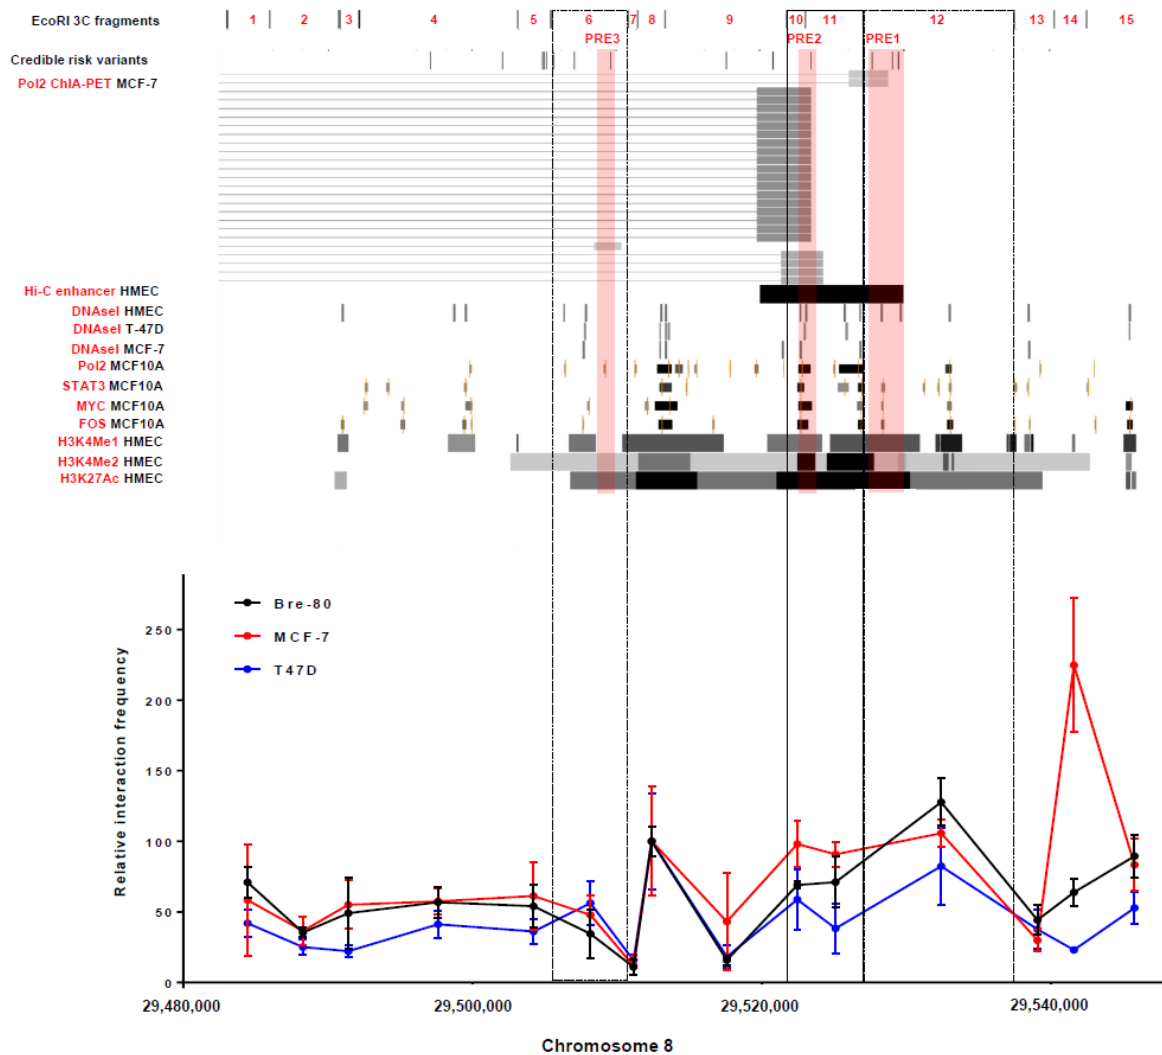 EcoRI 3C fragments 1 2 3 4 5 6 7 8 9 10 11 12 13 14 15
PRE3 PRE2 PRE1
Credible risk variants
Pol2 ChIA-PET MCF-7
Hi-C enhancer HMEC
DNAseI HMEC
DNAseI T-47D
DNAseI MCF-7
Pol2 MCF10A
STAT3 MCF10A
MYC MCF10A
FOS MCF10A
H3K4Me1 HMEC
H3K4Me2 HMEC
H3K27Ac HMEC
Bre-80
MCF-7
T47D
Relative interaction frequency
250
200
150
100
50
0
29,480,000 29,500,000 29,520,000 29,540,000
Chromosome 8